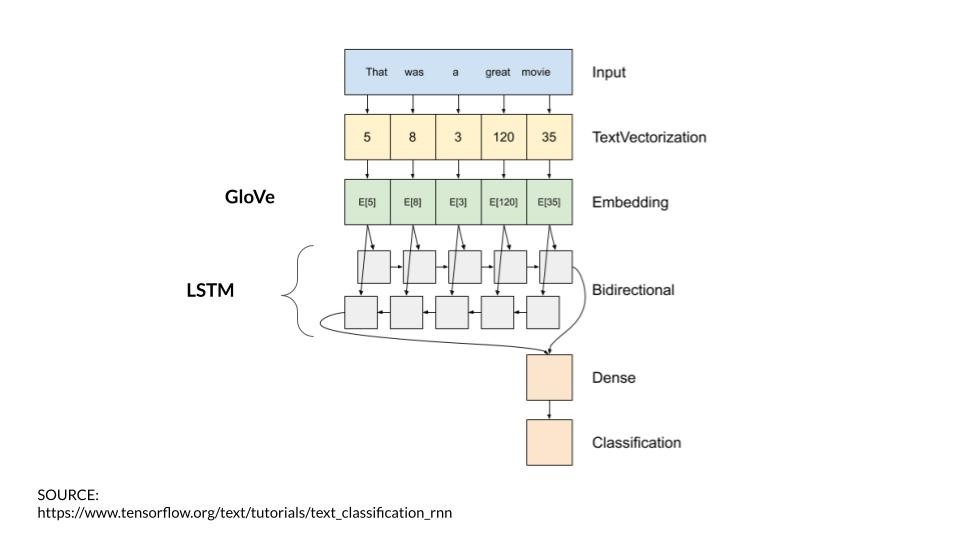 That was a great movie
Input
5 8 3 120 35
TextVectorization
GloVe
E[5] E[8] E[3] E[120] E[35]
Embedding
LSTM
Bidirectional
Dense
Classification
SOURCE:
https://www.tensorflow.org/text/tutorials/text_classification_rnn